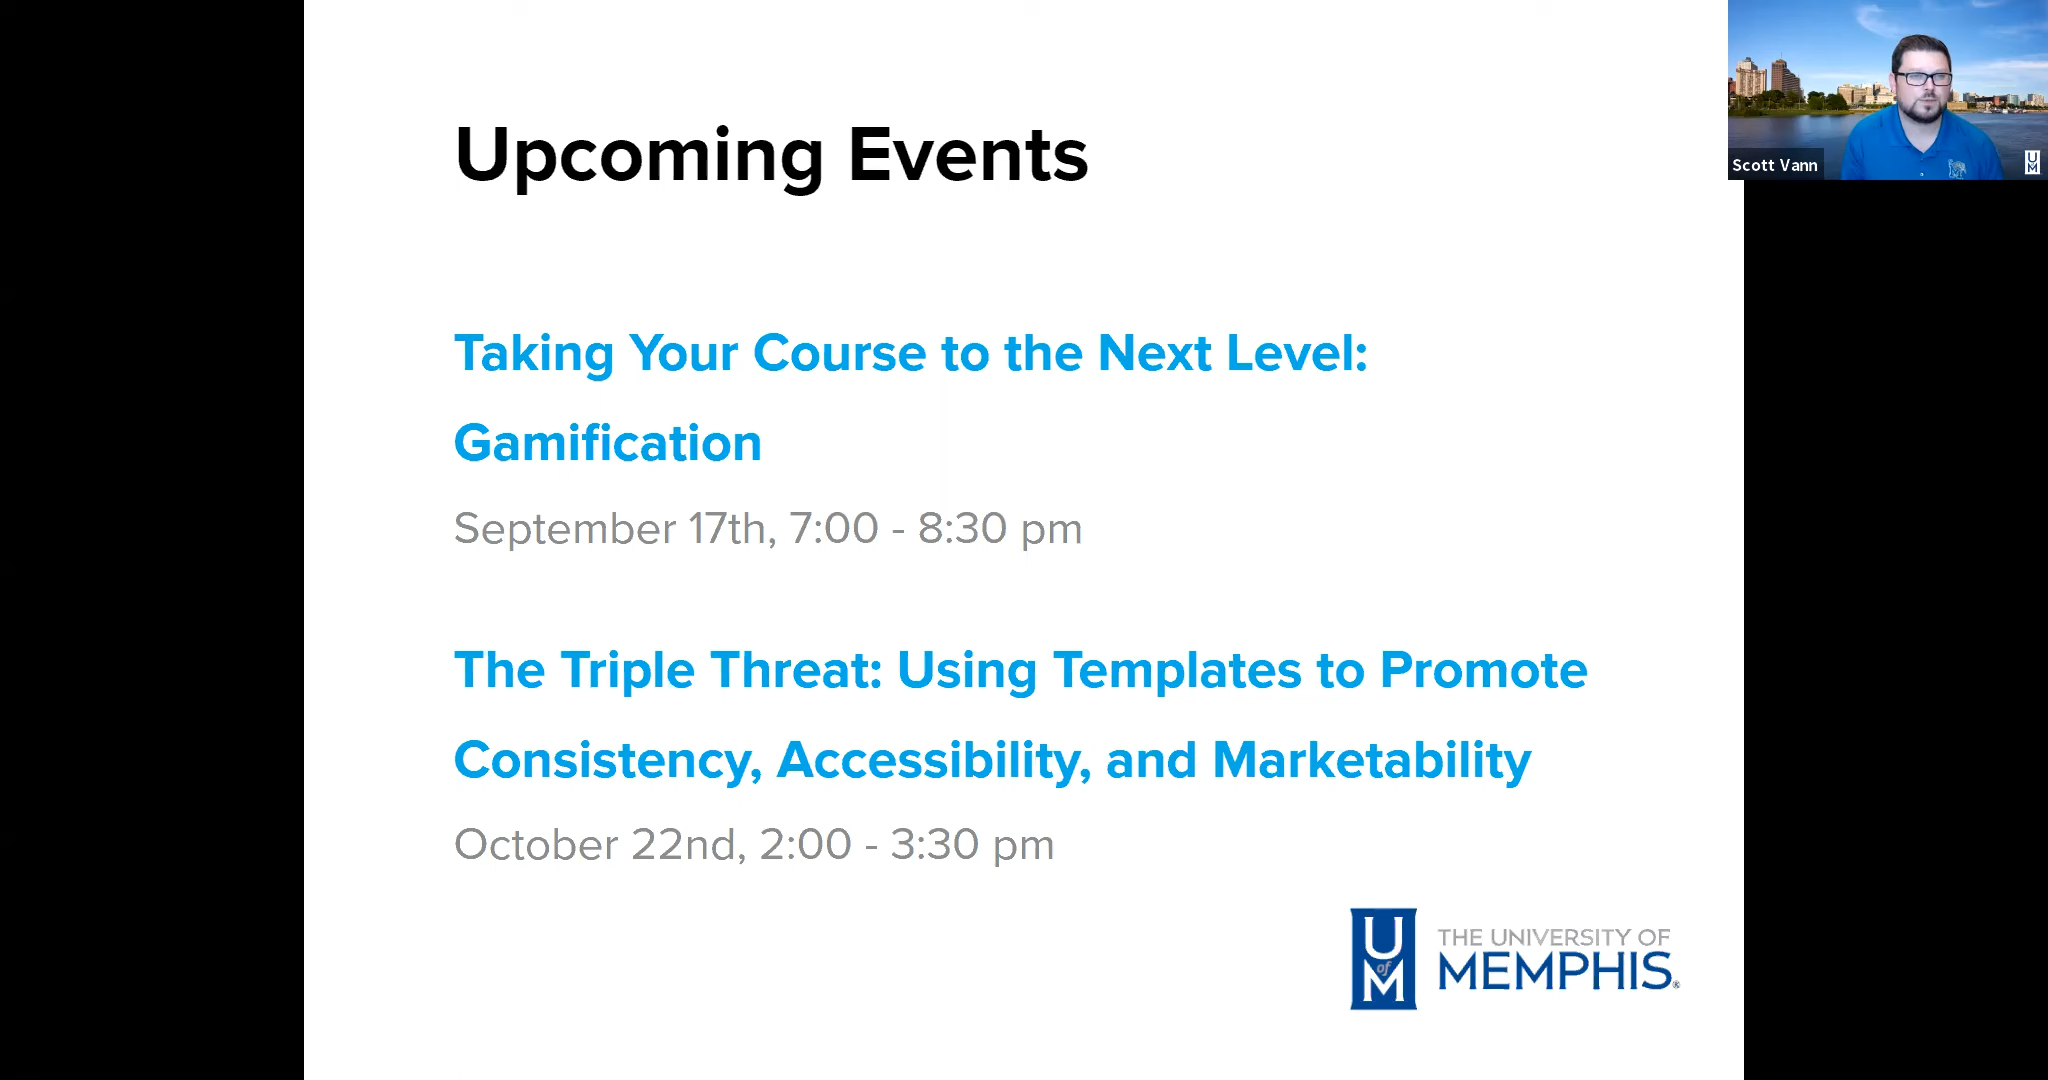 Upcoming Events
Taking Your Course to the Next Level:
Gamification
September 17th, 7:00 - 8:30 pm
The Triple Threat: Using Templates to Promote
Consistency, Accessibility, and Marketability
October 22nd, 2:00 - 3:30 pm
U
of
M
THE UNIVERSITY OF
MEMPHIS®
Scott Vann
U
M